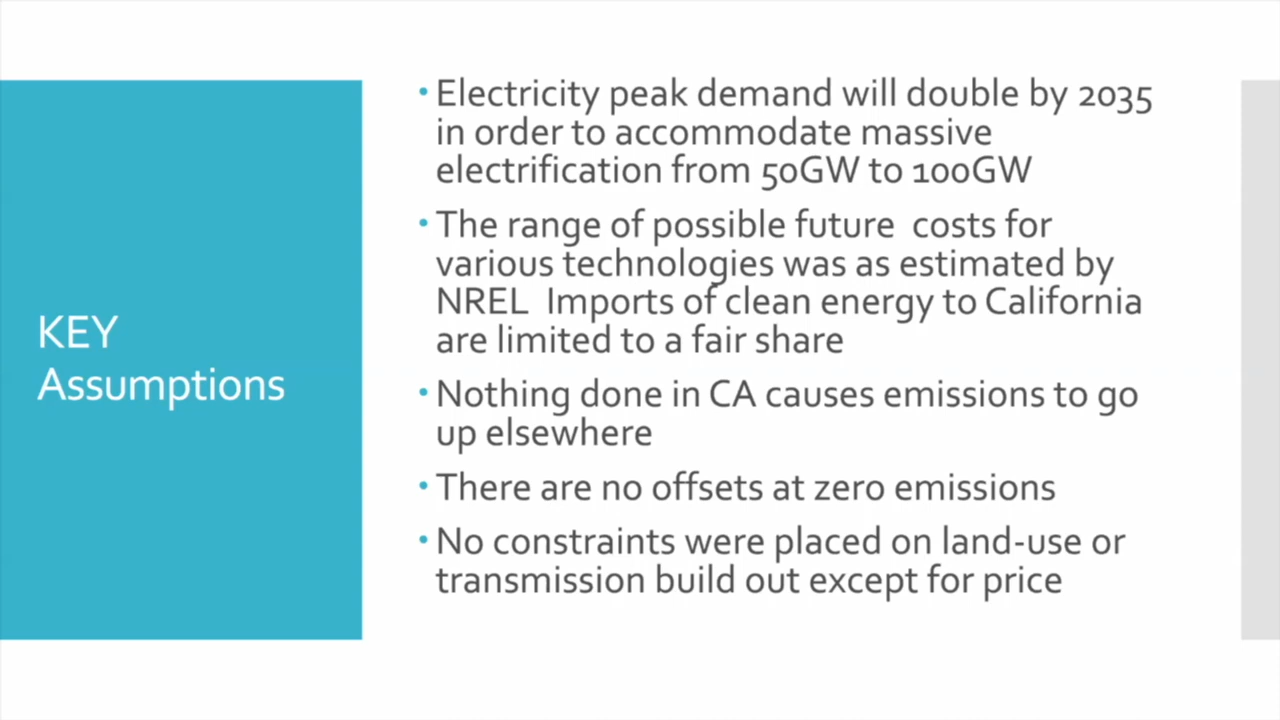 KEY
Assumptions
• Electricity peak demand will double by 2035
in order to accommodate massive
electrification from 50GW to 100GW
• The range of possible future  costs for
various technologies was as estimated by
NREL  Imports of clean energy to California
are limited to a fair share
• Nothing done in CA causes emissions to go
up elsewhere
• There are no offsets at zero emissions
• No constraints were placed on land-use or
transmission build out except for price